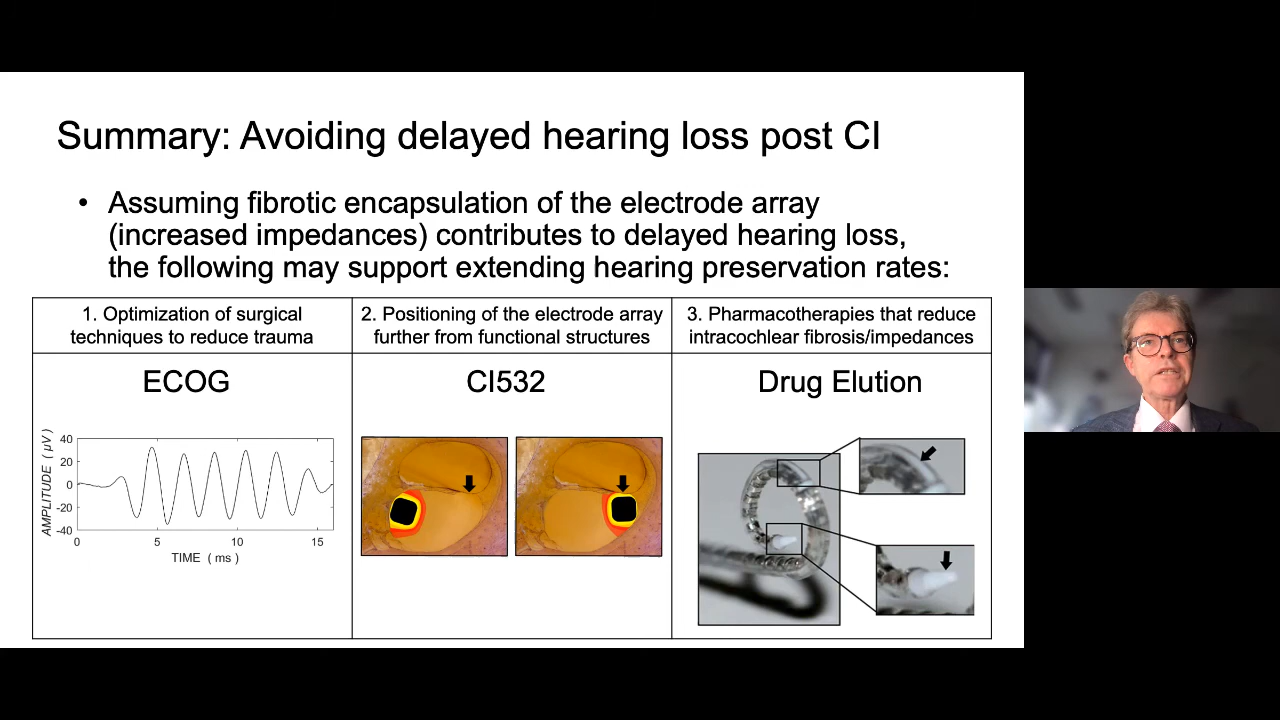 Summary: Avoiding delayed hearing loss post CI
• Assuming fibrotic encapsulation of the electrode array
(increased impedances) contributes to delayed hearing loss,
the following may support extending hearing preservation rates:
1. Optimization of surgical
techniques to reduce trauma
2. Positioning of the electrode array
further from functional structures
3. Pharmacotherapies that reduce
intracochlear fibrosis/impedances
ECOG
CI532
Drug Elution
AMPLITUDE ( µV )
40
20
0
-20
-40
0
5
10
15
TIME ( ms )